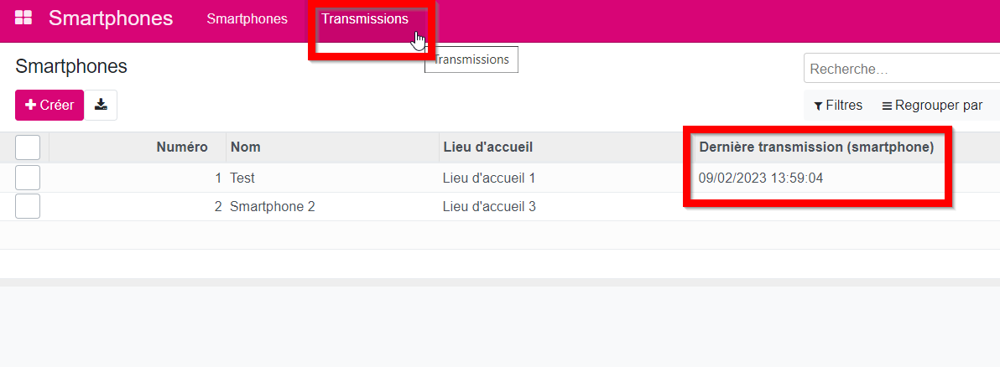 Smartphones Smartphones Transmissions
Transmissions
Smartphones
Recherche...
Créer
Filtres Regrouper par
Numéro Nom Lieu d'accueil Dernière transmission (smartphone)
1 Test Lieu d'accueil 1 09/02/2023 13:59:04
2 Smartphone 2 Lieu d'accueil 3